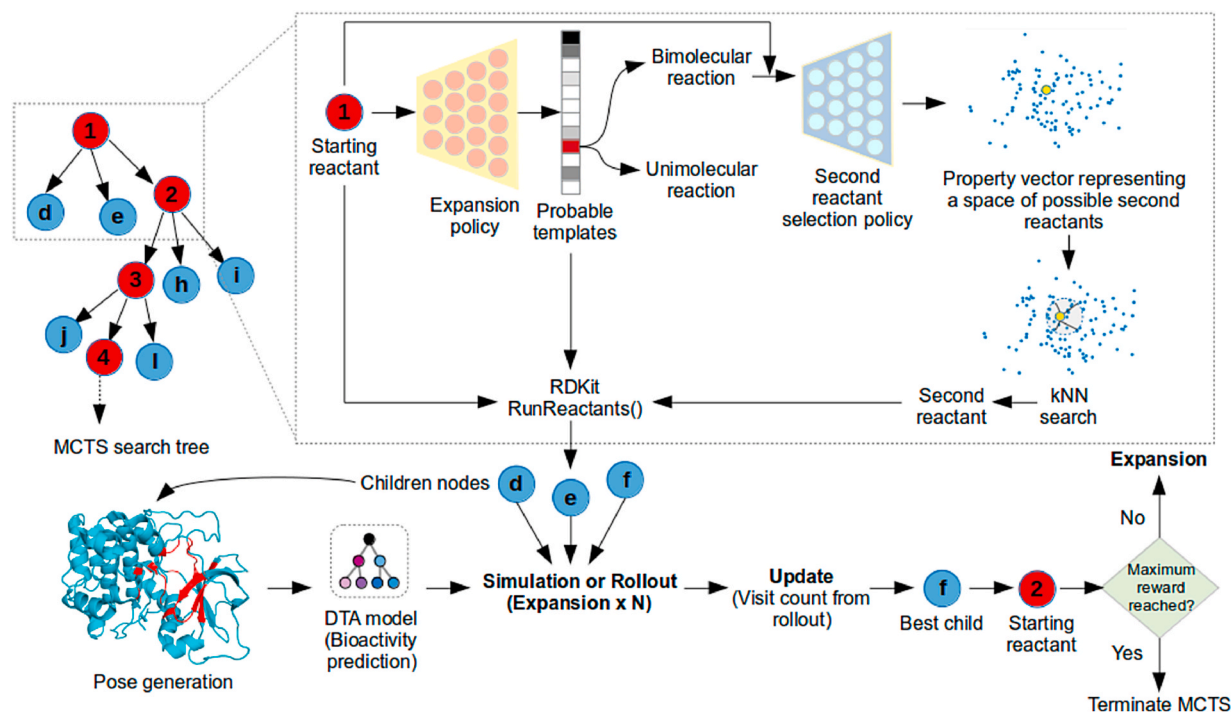 1
d
e
2
3
h
i
j
4
l
MCTS search tree
1
Starting
reactant
Expansion
policy
Probable
templates
Bimolecular
reaction
Unimolecular
reaction
Second reactant
selection policy
Property vector representing
a space of possible second
reactants
kNN
search
Second
reactant
RDKit
RunReactants()
Children nodes
d
e
f
Pose generation
DTA model
(Bioactivity
prediction)
Simulation or Rollout
(Expansion x N)
Update
(Visit count from
rollout)
f
Best child
2
Starting
reactant
Maximum
reward
reached?
No
Expansion
Yes
Terminate MCTS